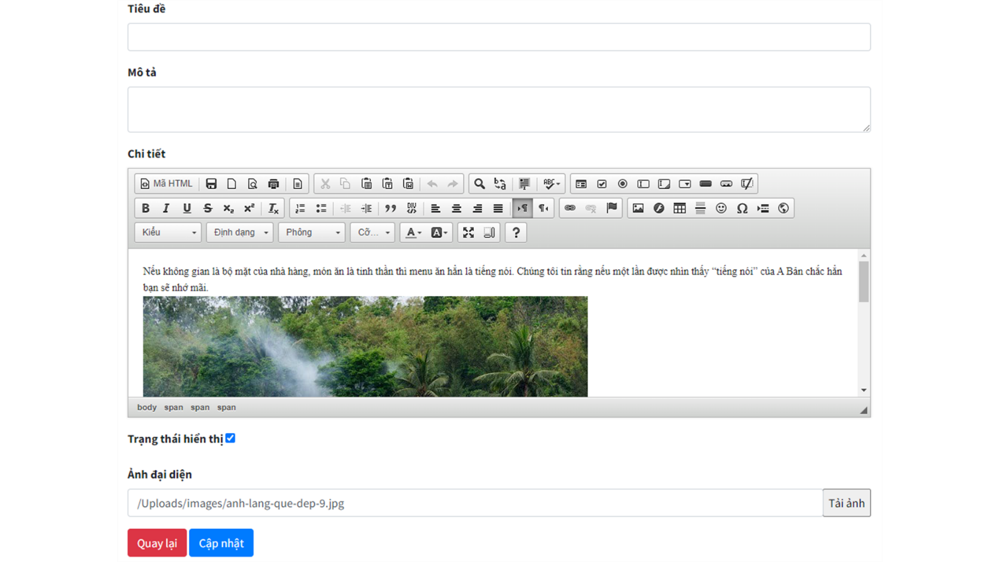 Tiêu đề
Mô tả
Chi tiết
Mã HTML
Kiểu Định dạng Phông Cỡ...
Nếu không gian là bộ mặt của nhà hàng, món ăn là tinh thần thì menu ăn hẳn là tiếng nói. Chúng tôi tin rằng nếu một lần được nhìn thấy “tiếng nói” của A Bản chắc hẳn
bạn sẽ nhớ mãi.
body span span span
Trạng thái hiển thị
Ảnh đại diện
/Uploads/images/anh-lang-que-dep-9.jpg Tải ảnh
Quay lại Cập nhật